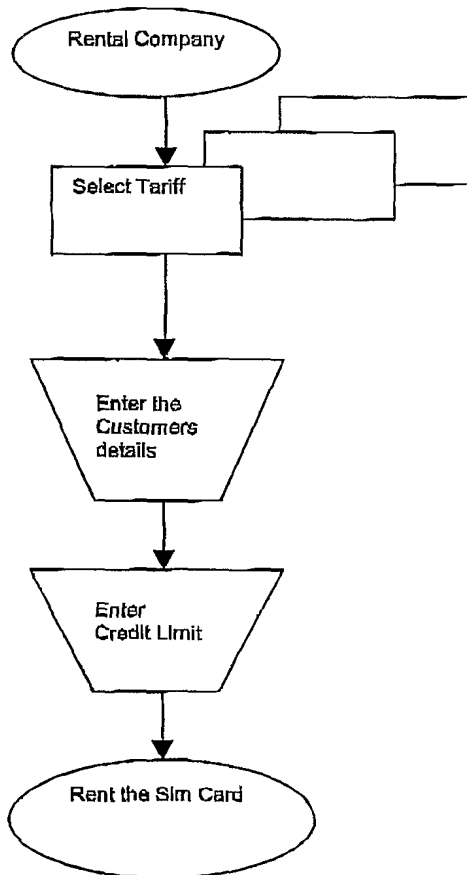 Rental Company
Select Tariff
Enter the
Customers
details
Enter
Credit Limit
Rent the Sim Card